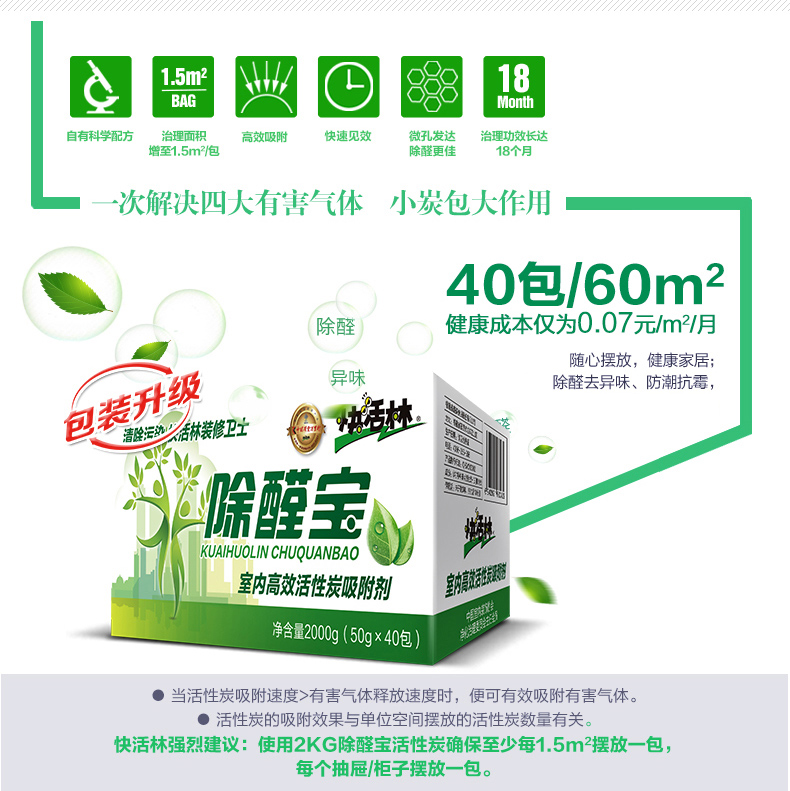 1.5m²
BAG
18
Month
自有科学配方
治理面积
增至1.5m²/包
高效吸附
快速见效
微孔发达
除醛更佳
治理功效长达
18个月
一次解决四大有害气体 小炭包大作用
40包/60m²
健康成本仅为0.07元/m²/月
随心摆放，健康家居；
除醛去异味、防潮抗霉，
除醛
异味
包装升级
快活林®
活林装修卫士
除醛宝
KUAIHUOLIN CHUQUANBAO
室内高效活性炭吸附剂
净含量2000g（50g×40包）
快活林
室内高效活性炭吸附剂
● 当活性炭吸附速度>有害气体释放速度时，便可有效吸附有害气体。
● 活性炭的吸附效果与单位空间摆放的活性炭数量有关。
快活林强烈建议：使用2KG除醛宝活性炭确保至少每1.5m²摆放一包，
每个抽屉/柜子摆放一包。